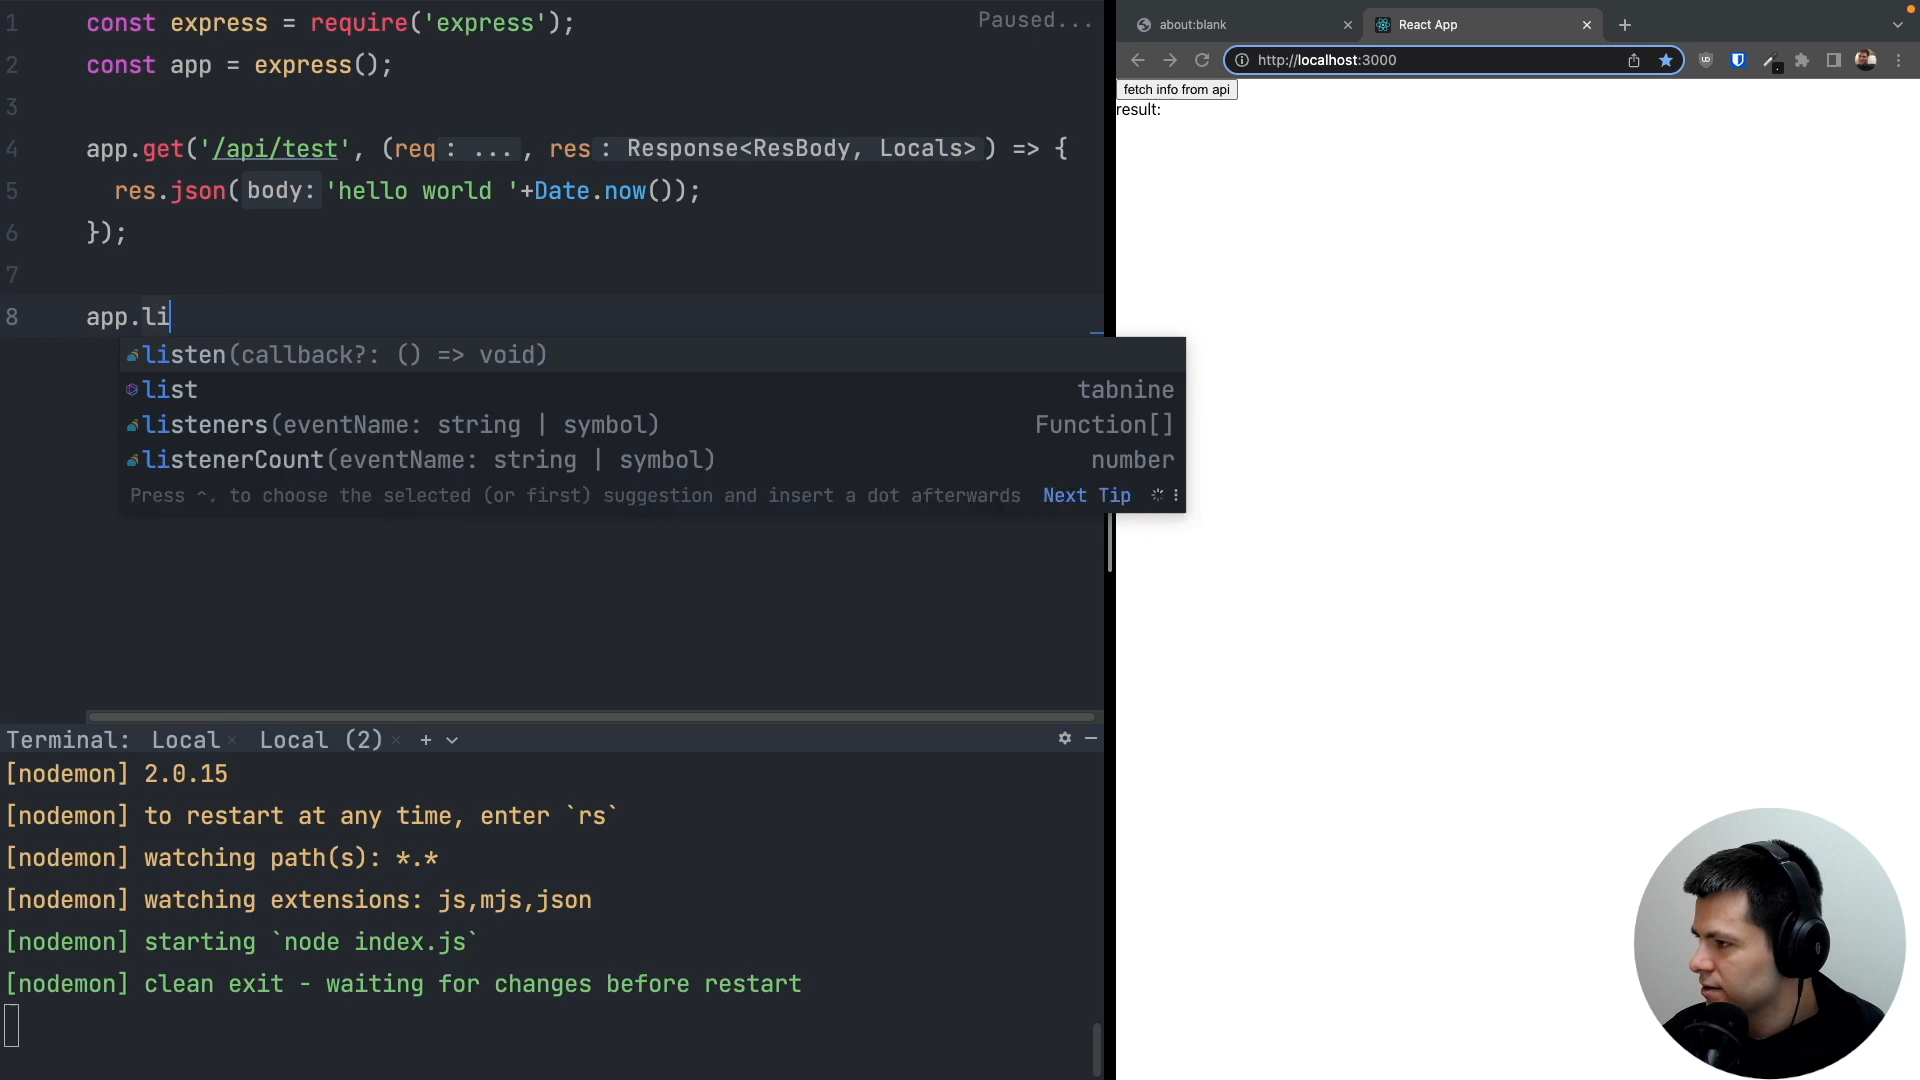 1 const express = require('express');
Paused...
2 const app = express();
3
4 app.get('/api/test', (req: ..., res: Response<ResBody, Locals>) => {
5 res.json(body: 'hello world '+Date.now());
6 });
7
8 app.li
listen(callback?: () => void)
list tabnine
listeners(eventName: string | symbol) Function[]
listenerCount(eventName: string | symbol) number
Press ^. to choose the selected (or first) suggestion and insert a dot afterwards Next Tip
Terminal: Local Local (2)
[nodemon] 2.0.15
[nodemon] to restart at any time, enter `rs`
[nodemon] watching path(s): *.*
[nodemon] watching extensions: js,mjs,json
[nodemon] starting `node index.js`
[nodemon] clean exit - waiting for changes before restart
about:blank React App
http://localhost:3000
fetch info from api
result: